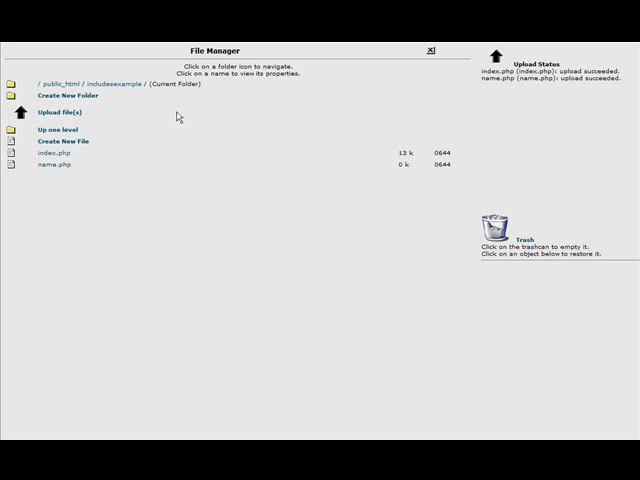 File Manager
Click on a folder icon to navigate.
Click on a name to view its properties.
/ public_html / includesexample / (Current Folder)
Create New Folder
Upload file(s)
Up one level
Create New File
index.php 13 k 0644
name.php 0 k 0644
Upload Status
index.php (index.php): upload succeeded.
name.php (name.php): upload succeeded.
Trash
Click on the trashcan to empty it.
Click on an object below to restore it.